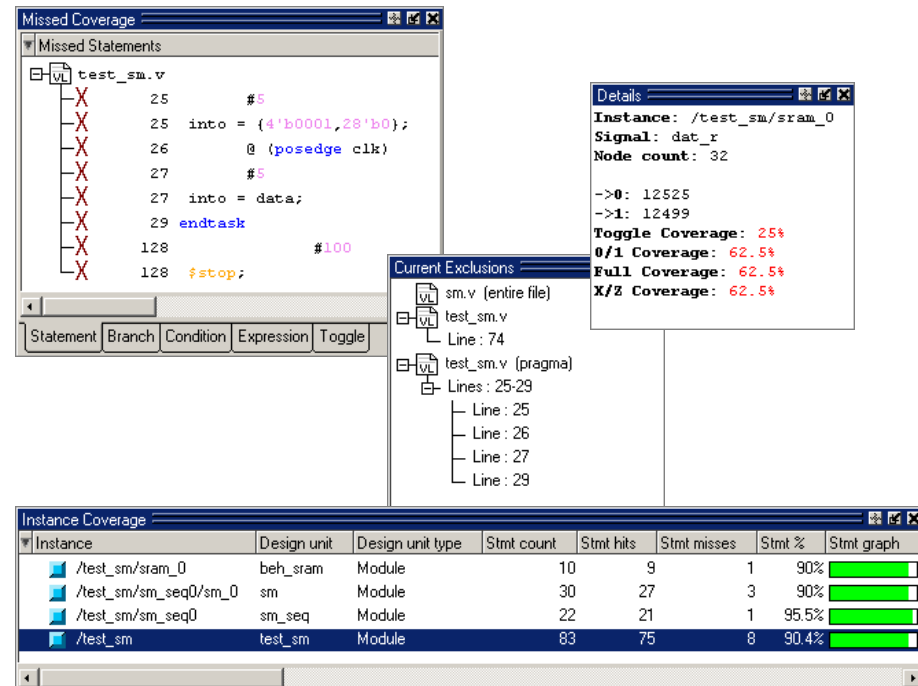 Missed Coverage
Missed Statements
test_sm.v
X 25 #5
X 25 into = {4'b0001,28'b0};
X 26 @ (posedge clk)
X 27 #5
X 27 into = data;
X 29 endtask
X 128 #100
X 128 $stop;
Statement Branch Condition Expression Toggle
Details
Instance: /test_sm/sram_0
Signal: dat_r
Node count: 32
->0: 12525
->1: 12499
Toggle Coverage: 25%
0/1 Coverage: 62.5%
Full Coverage: 62.5%
X/Z Coverage: 62.5%
Current Exclusions
VL sm.v (entire file)
VL test_sm.v
Line : 74
VL test_sm.v (pragma)
Lines : 25-29
Line : 25
Line : 26
Line : 27
Line : 29
Instance Coverage
Instance Design unit Design unit type Stmt count Stmt hits Stmt misses Stmt % Stmt graph
/test_sm/sram_0 beh_sram Module 10 9 1 90%
/test_sm/sm_seq0/sm_0 sm Module 30 27 3 90%
/test_sm/sm_seq0 sm_seq Module 22 21 1 95.5%
/test_sm test_sm Module 83 75 8 90.4%